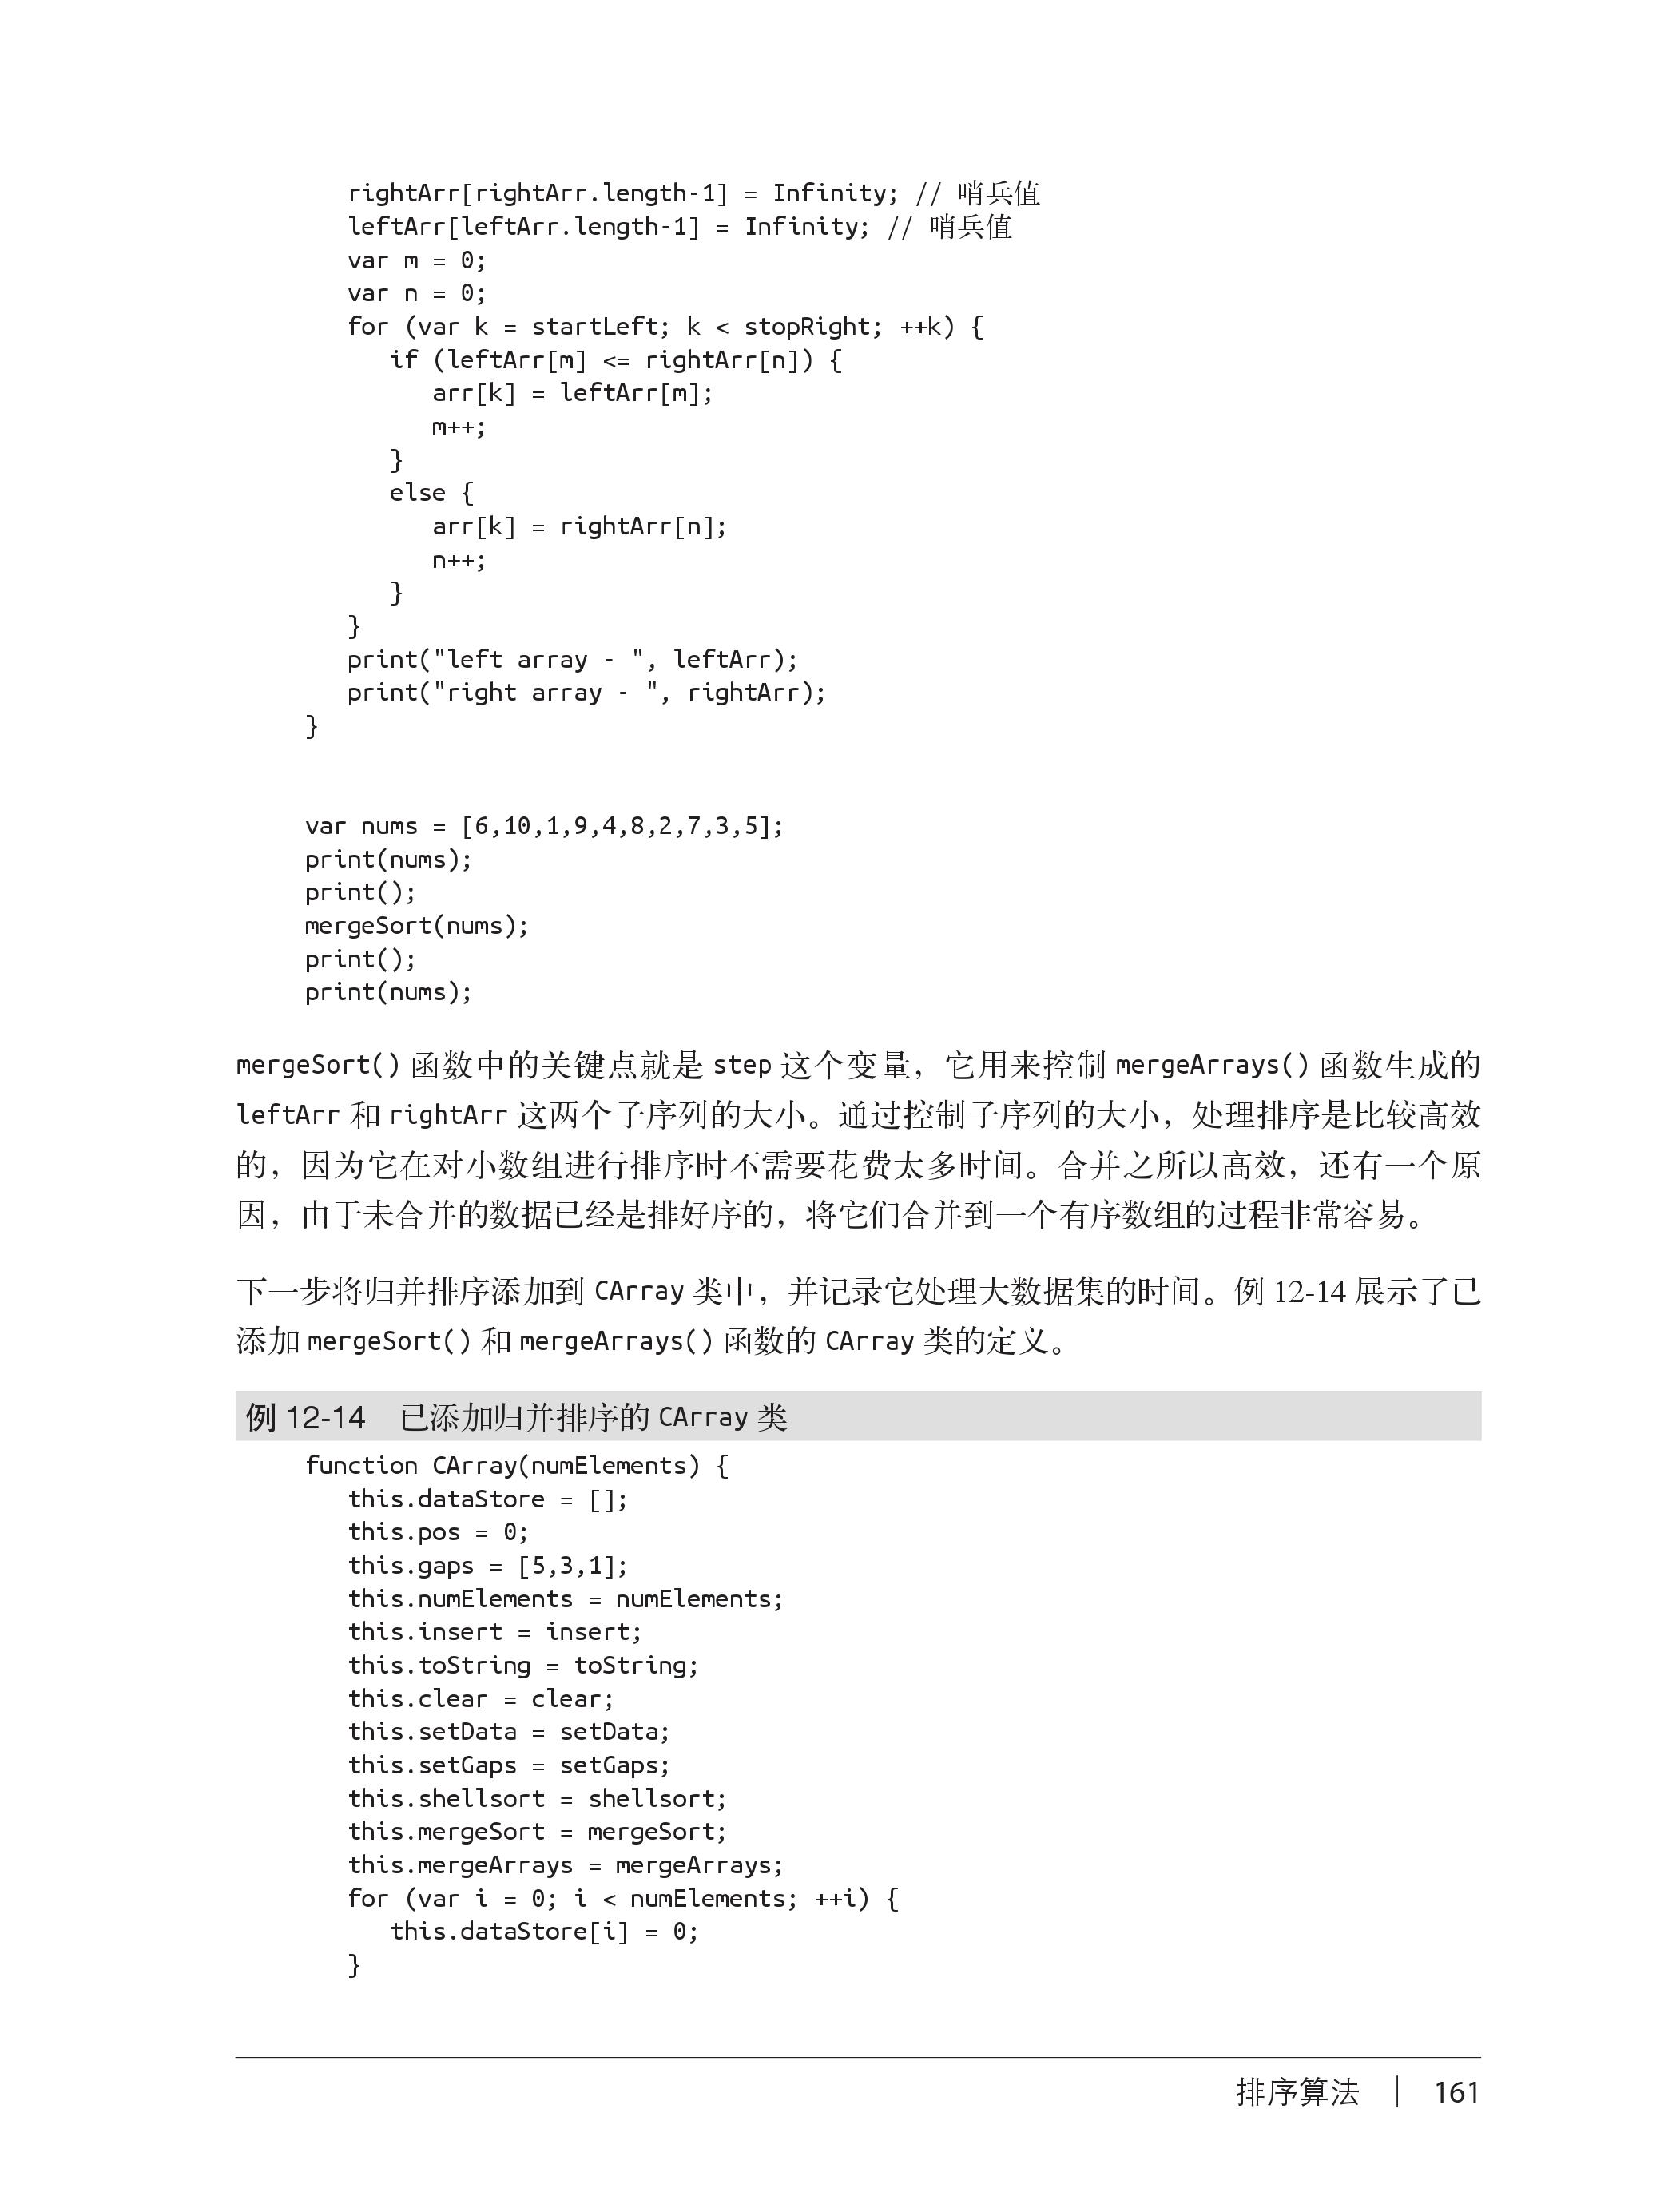 rightArr[rightArr.length-1] = Infinity; // 哨兵值
leftArr[leftArr.length-1] = Infinity; // 哨兵值
var m = 0;
var n = 0;
for (var k = startLeft; k < stopRight; ++k) {
if (leftArr[m] <= rightArr[n]) {
arr[k] = leftArr[m];
m++;
}
else {
arr[k] = rightArr[n];
n++;
}
}
print("left array - ", leftArr);
print("right array - ", rightArr);
}
var nums = [6,10,1,9,4,8,2,7,3,5];
print(nums);
print();
mergeSort(nums);
print();
print(nums);
mergeSort() 函数中的关键点就是 step 这个变量，它用来控制 mergeArrays() 函数生成的
leftArr 和 rightArr 这两个子序列的大小。通过控制子序列的大小，处理排序是比较高效
的，因为它在对小数组进行排序时不需要花费太多时间。合并之所以高效，还有一个原
因，由于未合并的数据已经是排好序的，将它们合并到一个有序数组的过程非常容易。
下一步将归并排序添加到 CArray 类中，并记录它处理大数据集的时间。例 12-14 展示了已
添加 mergeSort() 和 mergeArrays() 函数的 CArray 类的定义。
例 12-14　已添加归并排序的 CArray 类
function CArray(numElements) {
this.dataStore = [];
this.pos = 0;
this.gaps = [5,3,1];
this.numElements = numElements;
this.insert = insert;
this.toString = toString;
this.clear = clear;
this.setData = setData;
this.setGaps = setGaps;
this.shellsort = shellsort;
this.mergeSort = mergeSort;
this.mergeArrays = mergeArrays;
for (var i = 0; i < numElements; ++i) {
this.dataStore[i] = 0;
}
排序算法 | 161